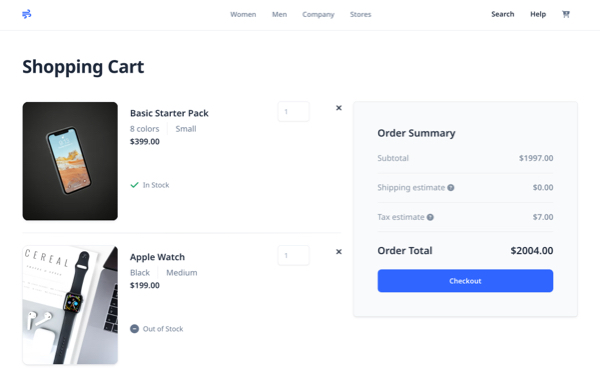 Women Men Company Stores Search Help
Shopping Cart
Basic Starter Pack
8 colors Small
$399.00
1
In Stock
CEREAL
Apple Watch
Black Medium
$199.00
1
Out of Stock
Order Summary
Subtotal $1997.00
Shipping estimate ? $0.00
Tax estimate ? $7.00
Order Total $2004.00
Checkout